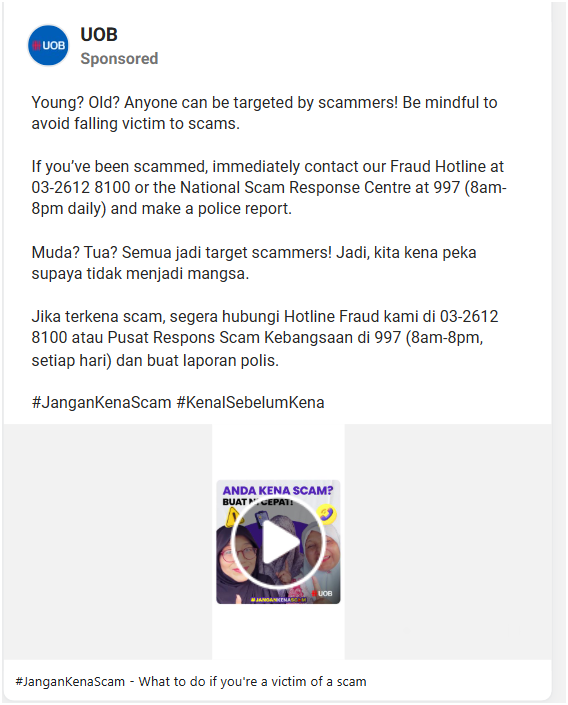 UOB
UOB
Sponsored
Young? Old? Anyone can be targeted by scammers! Be mindful to
avoid falling victim to scams.
If you’ve been scammed, immediately contact our Fraud Hotline at
03-2612 8100 or the National Scam Response Centre at 997 (8am-
8pm daily) and make a police report.
Muda? Tua? Semua jadi target scammers! Jadi, kita kena peka
supaya tidak menjadi mangsa.
Jika terkena scam, segera hubungi Hotline Fraud kami di 03-2612
8100 atau Pusat Respons Scam Kebangsaan di 997 (8am-8pm,
setiap hari) dan buat laporan polis.
#JanganKenaScam #KenalSebelumKena
ANDA KENA SCAM?
BUAT NI CEPAT!
UOB
#JANGANKENASCAM
#JanganKenaScam - What to do if you're a victim of a scam